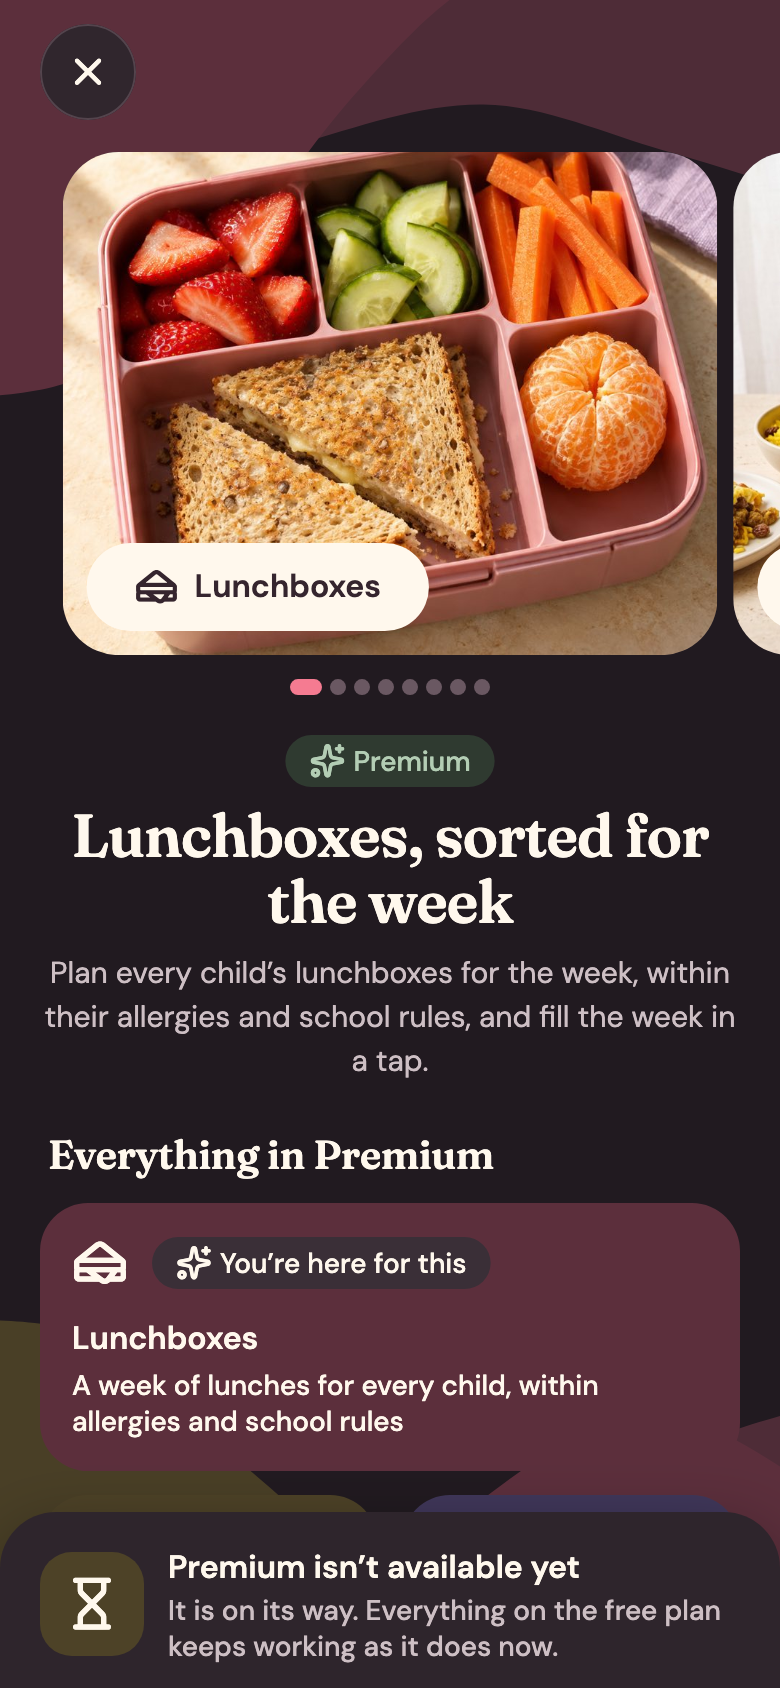 Lunchboxes
Premium
Lunchboxes, sorted for
the week
Plan every child’s lunchboxes for the week, within
their allergies and school rules, and fill the week in
a tap.
Everything in Premium
You’re here for this
Lunchboxes
A week of lunches for every child, within
allergies and school rules
Premium isn’t available yet
It is on its way. Everything on the free plan
keeps working as it does now.